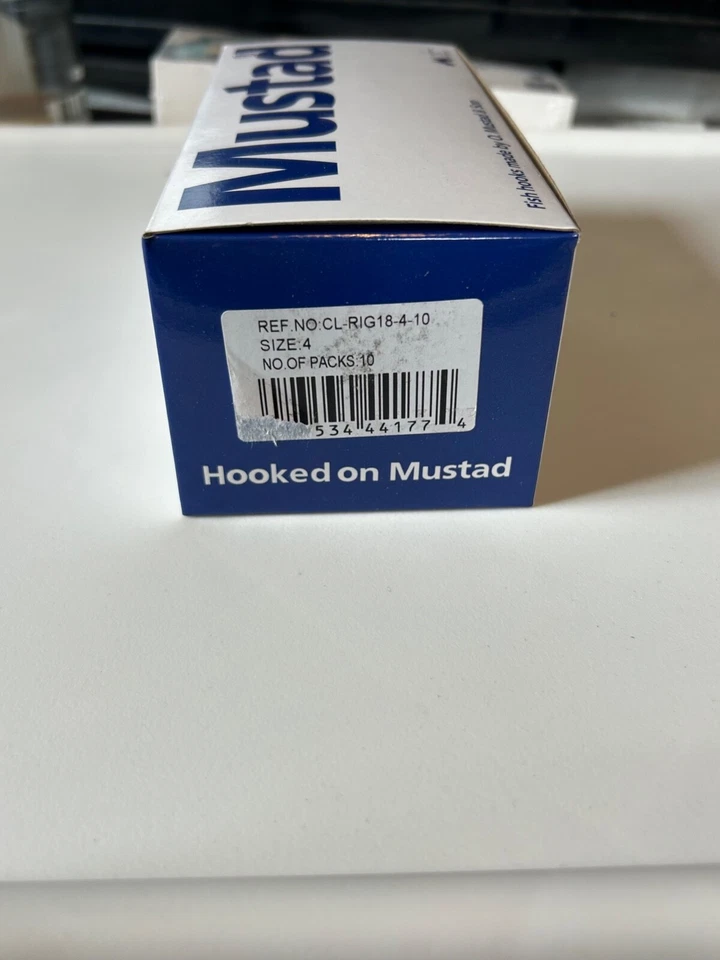 Mustad
Fish hooks made by O. Mustad & Son
REF.NO:CL-RIG18-4-10
SIZE:4
NO.OF PACKS:10
534 44177 4
Hooked on Mustad